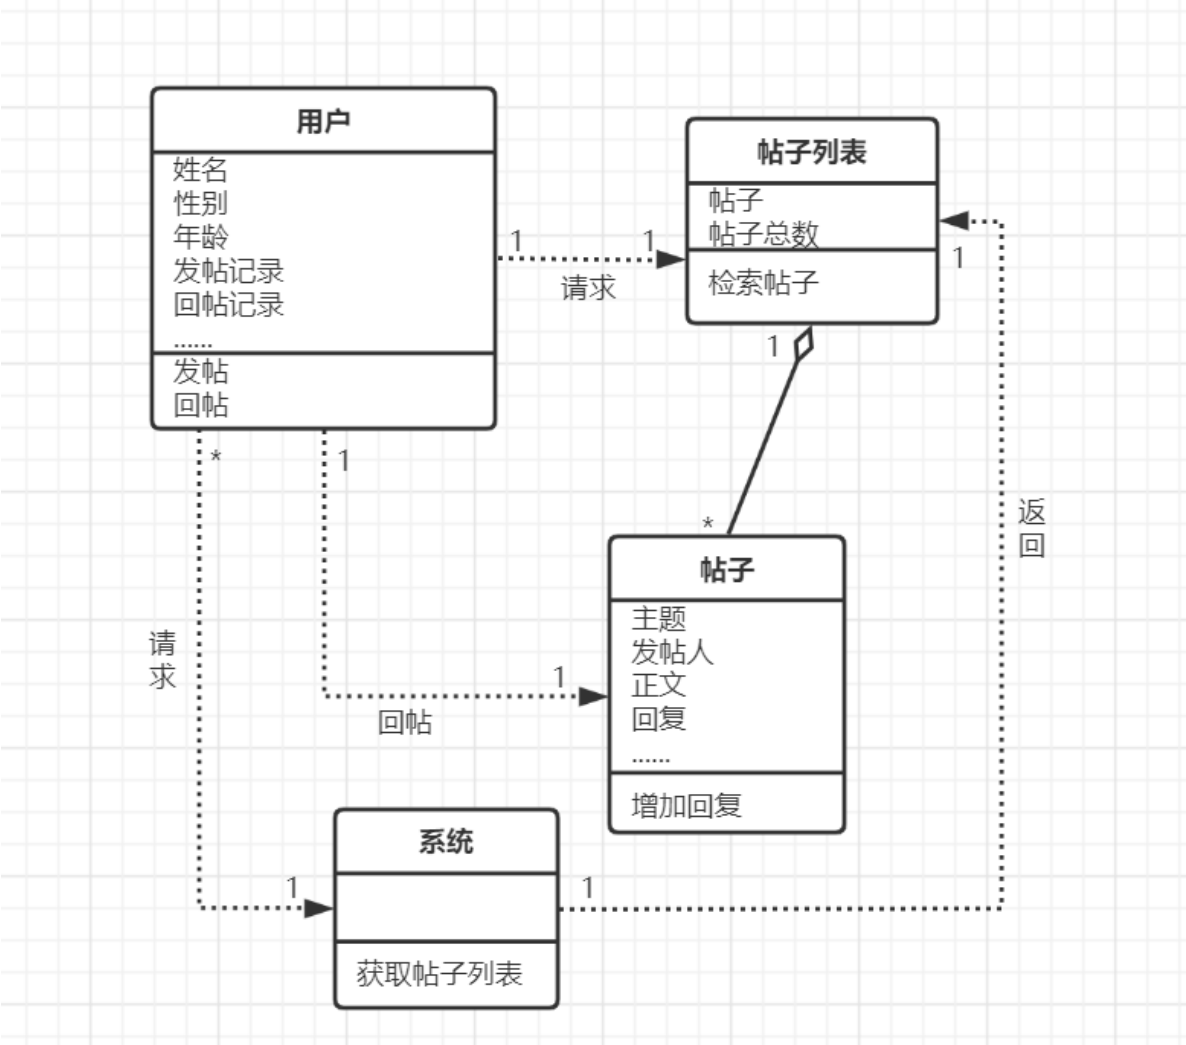 用户
姓名
性别
年龄
发帖记录
回帖记录
......
发帖
回帖
帖子列表
帖子
帖子总数
检索帖子
1
1
请求
1
1
*
*
1
返
回
帖子
主题
发帖人
正文
回复
......
增加回复
请
求
1
回帖
系统
获取帖子列表
1
1